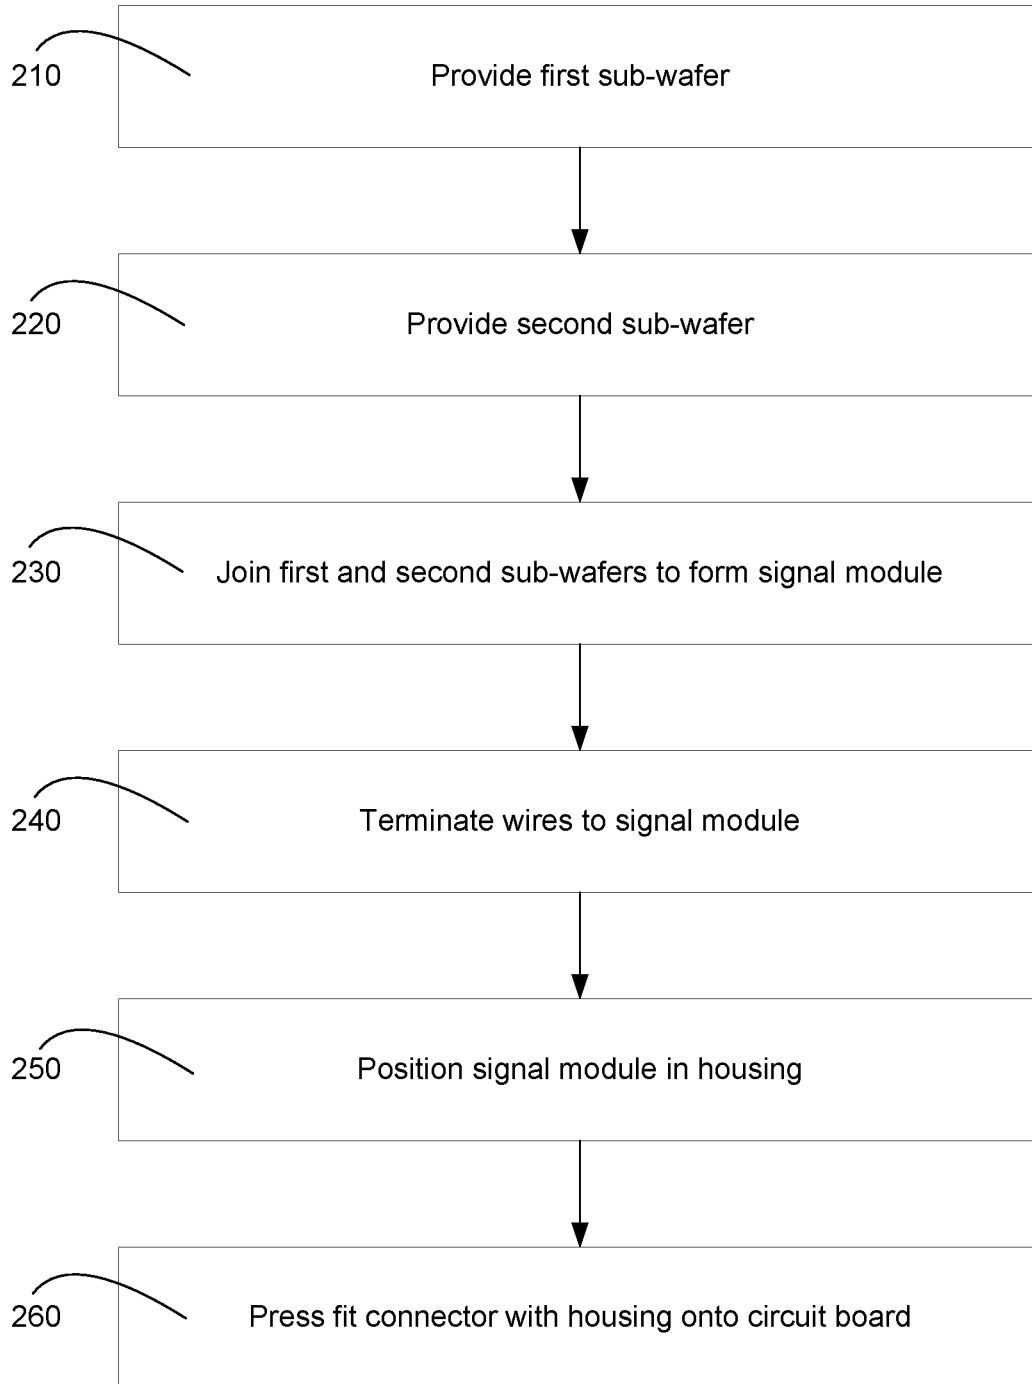 210
Provide first sub-wafer
220
Provide second sub-wafer
230
Join first and second sub-wafers to form signal module
240
Terminate wires to signal module
250
Position signal module in housing
260
Press fit connector with housing onto circuit board